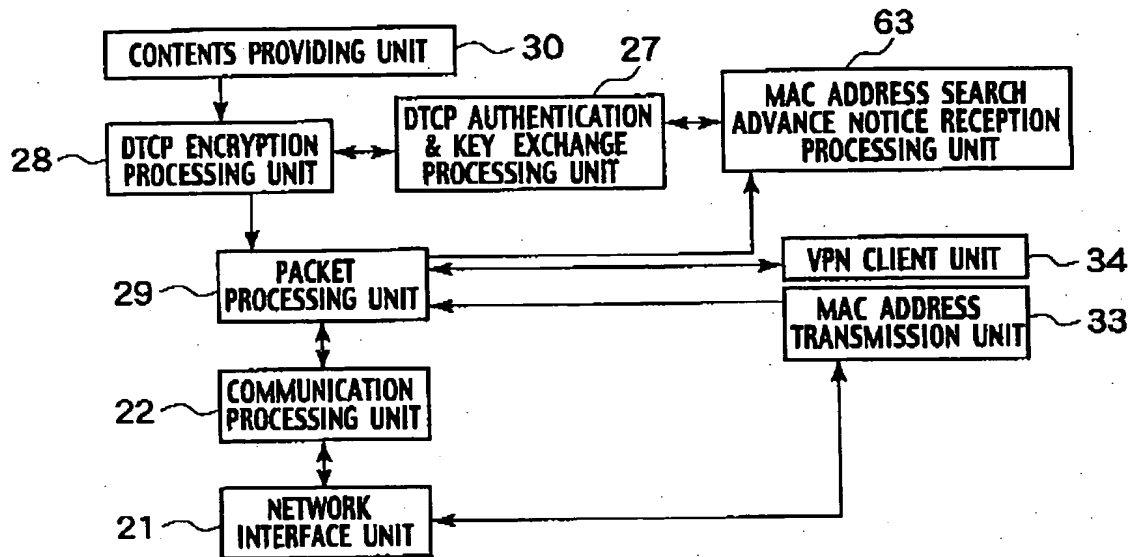 CONTENTS PROVIDING UNIT
30
27
63
28
DTCP ENCRYPTION
PROCESSING UNIT
DTCP AUTHENTICATION
& KEY EXCHANGE
PROCESSING UNIT
MAC ADDRESS SEARCH
ADVANCE NOTICE RECEPTION
PROCESSING UNIT
29
PACKET
PROCESSING UNIT
VPN CLIENT UNIT
34
MAC ADDRESS
TRANSMISSION UNIT
33
22
COMMUNICATION
PROCESSING UNIT
21
NETWORK
INTERFACE UNIT